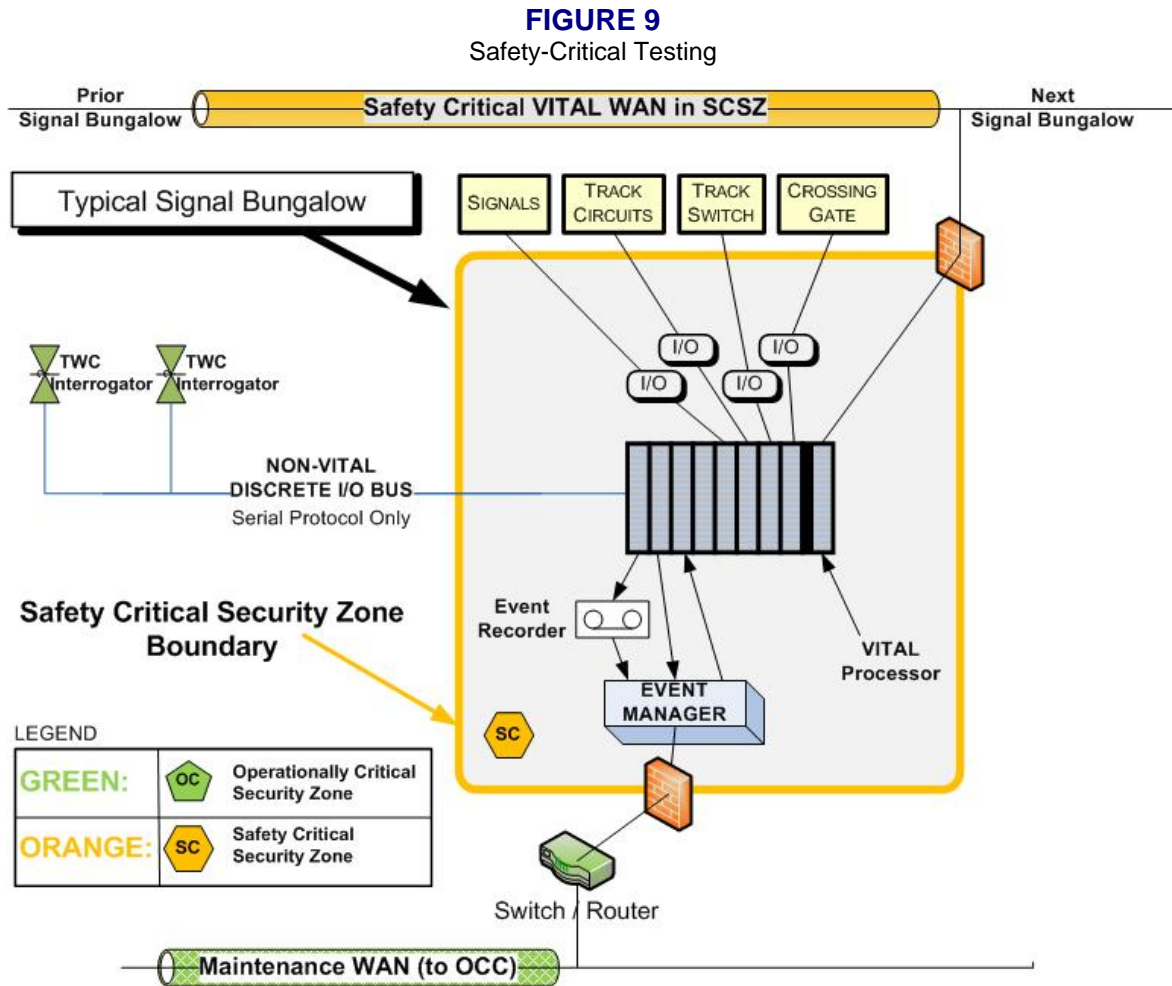 FIGURE 9
Safety-Critical Testing
Prior
Signal Bungalow
Safety Critical VITAL WAN in SCSZ
Next
Signal Bungalow
Typical Signal Bungalow
SIGNALS
TRACK
CIRCUITS
TRACK
SWITCH
CROSSING
GATE
I/O
I/O
I/O
I/O
TWC
Interrogator
TWC
Interrogator
NON-VITAL
DISCRETE I/O BUS
Serial Protocol Only
Event
Recorder
VITAL
Processor
Safety Critical Security Zone
Boundary
EVENT
MANAGER
SC
LEGEND
GREEN:
OC
Operationally Critical
Security Zone
ORANGE:
SC
Safety Critical
Security Zone
Switch / Router
Maintenance WAN (to OCC)